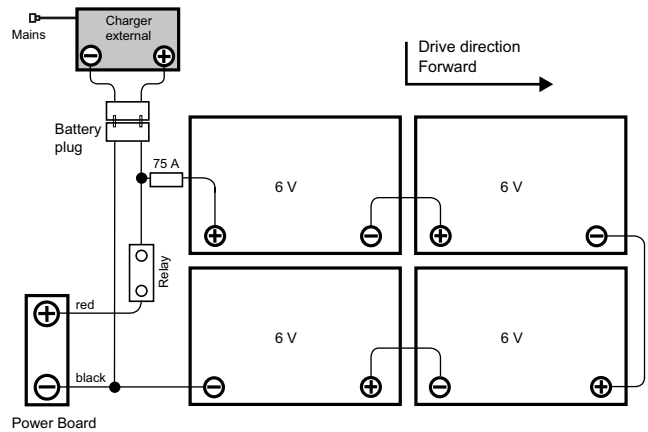 Charger
external
Mains
Drive direction
Forward
Battery
plug
75 A
6 V
6 V
Relay
red
6 V
6 V
black
Power Board